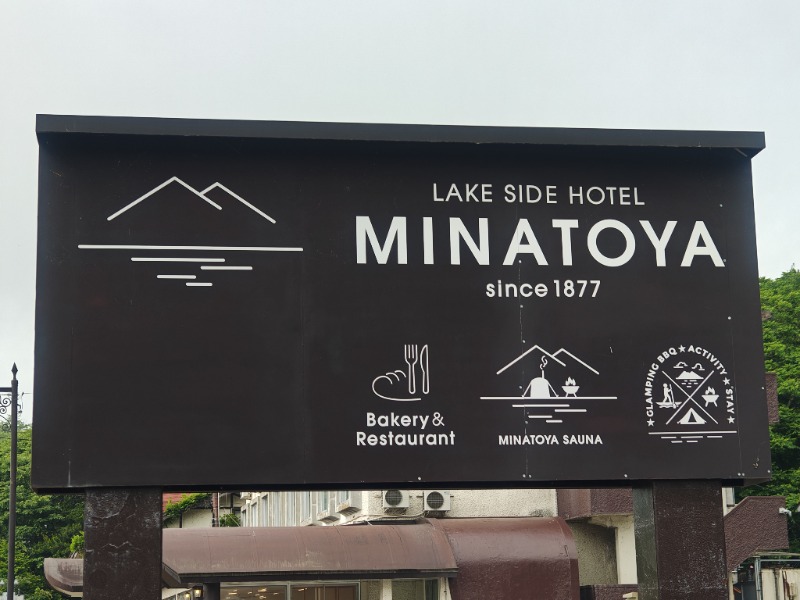 LAKE SIDE HOTEL
MINATOYA
since 1877
Bakery &
Restaurant
MINATOYA SAUNA
★ GLAMPING BBQ ★ ACTIVITY ★ STAY ★